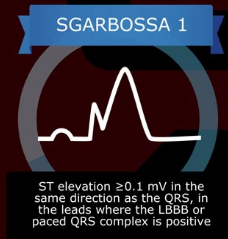 SGARBOSSA 1
ST elevation ≥0.1 mV in the
same direction as the QRS, in
the leads where the LBBB or
paced QRS complex is positive